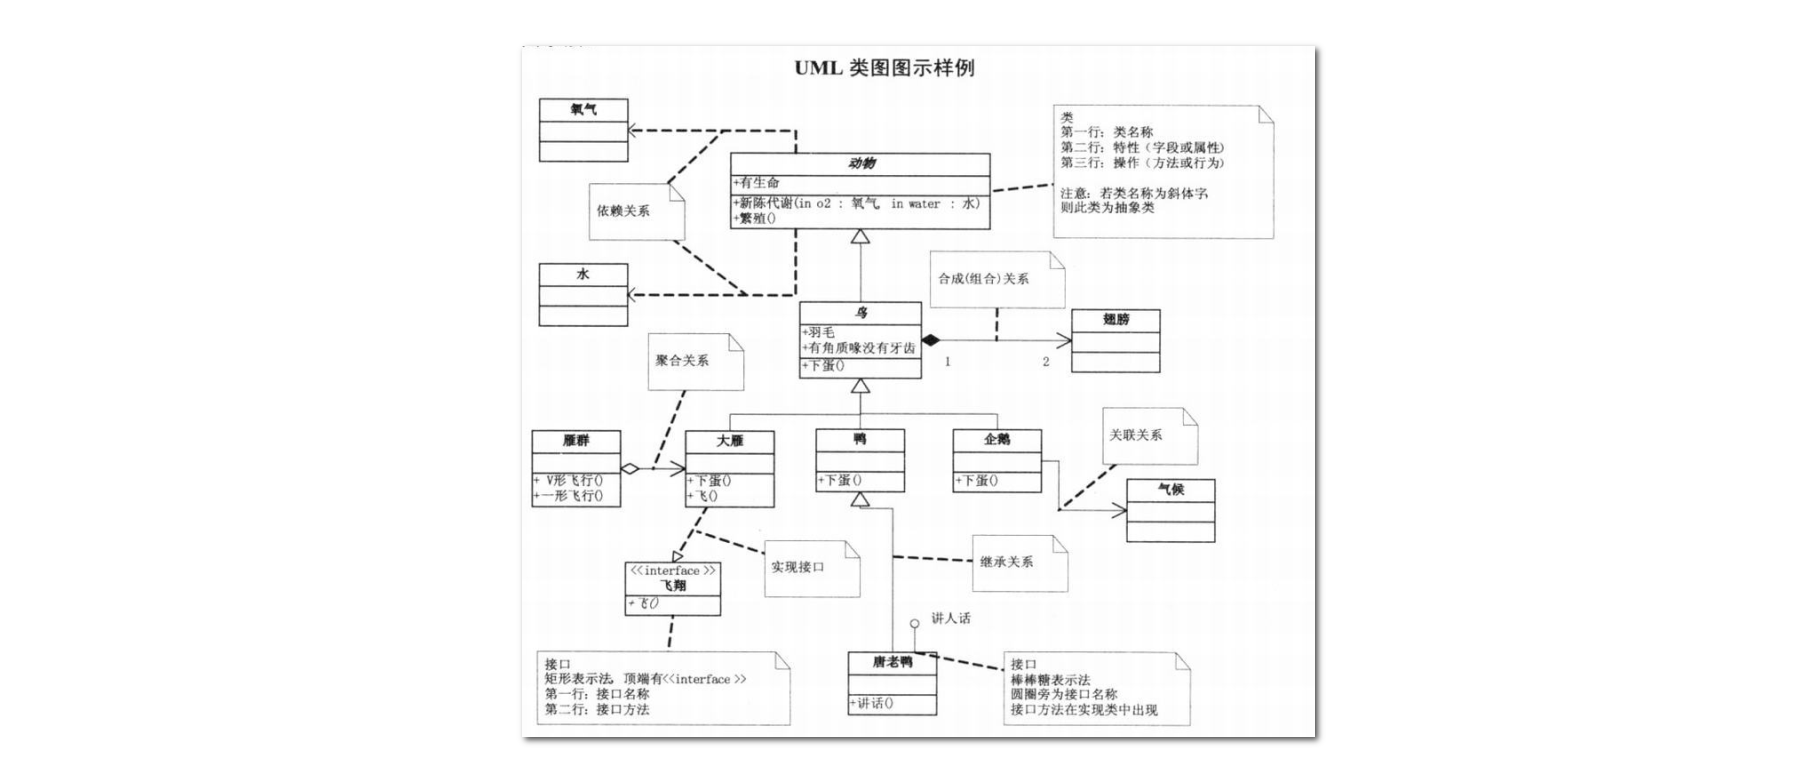 UML 类图图示样例
氧气
类
第一行：类名称
第二行：特性（字段或属性）
第三行：操作（方法或行为）
注意：若类名称为斜体字
则此类为抽象类
动物
+有生命
+新陈代谢(in o2 : 氧气, in water : 水)
+繁殖()
依赖关系
水
合成(组合)关系
鸟
+羽毛
+有角质喙没有牙齿
+下蛋()
1
2
翅膀
聚合关系
雁群
+ V形飞行()
+一形飞行()
大雁
+下蛋()
+飞()
鸭
+下蛋()
企鹅
+下蛋()
关联关系
气候
实现接口
继承关系
<<interface >>
飞翔
+飞()
讲人话
接口
矩形表示法，顶端有<<interface >>
第一行：接口名称
第二行：接口方法
唐老鸭
+讲话()
接口
棒棒糖表示法
圆圈旁为接口名称
接口方法在实现类中出现